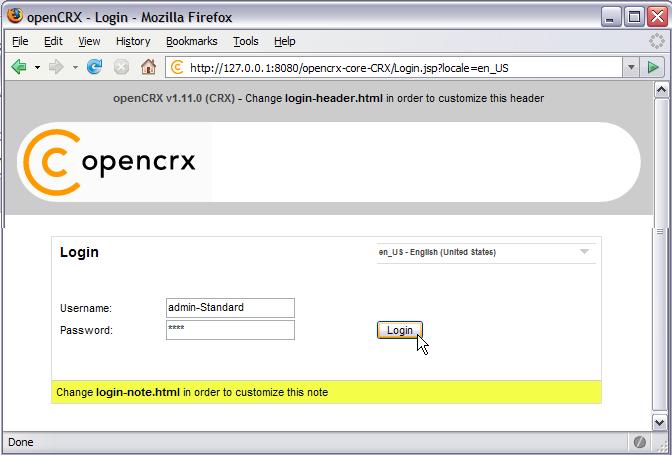 openCRX - Login - Mozilla Firefox
File Edit View History Bookmarks Tools Help
http://127.0.0.1:8080/opencrx-core-CRX/Login.jsp?locale=en_US
openCRX v1.11.0 (CRX) - Change login-header.html in order to customize this header
opencrx
Login
en_US - English (United States)
Username: admin-Standard
Password: ****
Login
Change login-note.html in order to customize this note
Done